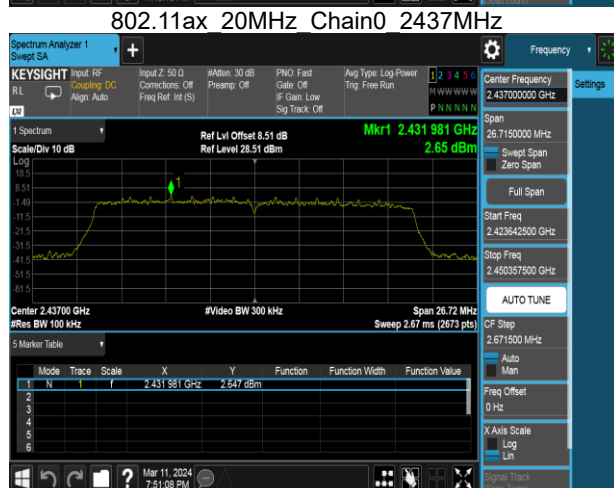 802.11ax_20MHz_Chain0_2437MHz
Spectrum Analyzer 1
Swept SA
Frequency
KEYSIGHT
Input: RF
Input Z: 50 Ω
#Atten: 30 dB
PNO: Fast
Avg Type: Log-Power
1 2 3 4 5 6
RL
Coupling: DC
Corrections: Off
Preamp: Off
Gate: Off
Trig: Free Run
M W W W W W
Align: Auto
Freq Ref: Int (S)
IF Gain: Low
Sig Track: Off
P N N N N N
LXI
Center Frequency
2.437000000 GHz
Settings
1 Spectrum
Ref Lvl Offset 8.51 dB
Mkr1 2.431 981 GHz
Scale/Div 10 dB
Ref Level 28.51 dBm
2.65 dBm
Log
18.5
8.51
-1.49
-11.5
-21.5
-31.5
-41.5
-51.5
-61.5
1
Center 2.43700 GHz
#Video BW 300 kHz
Span 26.72 MHz
#Res BW 100 kHz
Sweep 2.67 ms (2673 pts)
Span
26.7150000 MHz
Swept Span
Zero Span
Full Span
Start Freq
2.423642500 GHz
Stop Freq
2.450357500 GHz
AUTO TUNE
CF Step
2.671500 MHz
Auto
Man
Freq Offset
0 Hz
X Axis Scale
Log
Lin
Signal Track
5 Marker Table
Mode Trace Scale X Y Function Function Width Function Value
1 N 1 f 2.431 981 GHz 2.647 dBm
2
3
4
5
6
Mar 11, 2024
7:51:08 PM